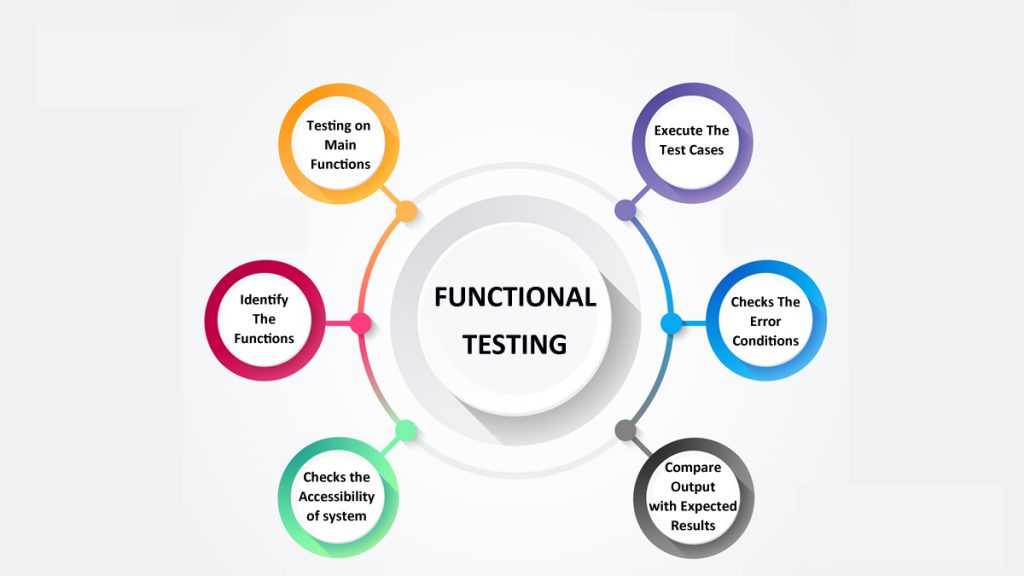 Testing on
Main
Functions
Execute The
Test Cases
Identify
The
Functions
FUNCTIONAL
TESTING
Checks The
Error
Conditions
Checks the
Accessibility
of system
Compare
Output
with Expected
Results